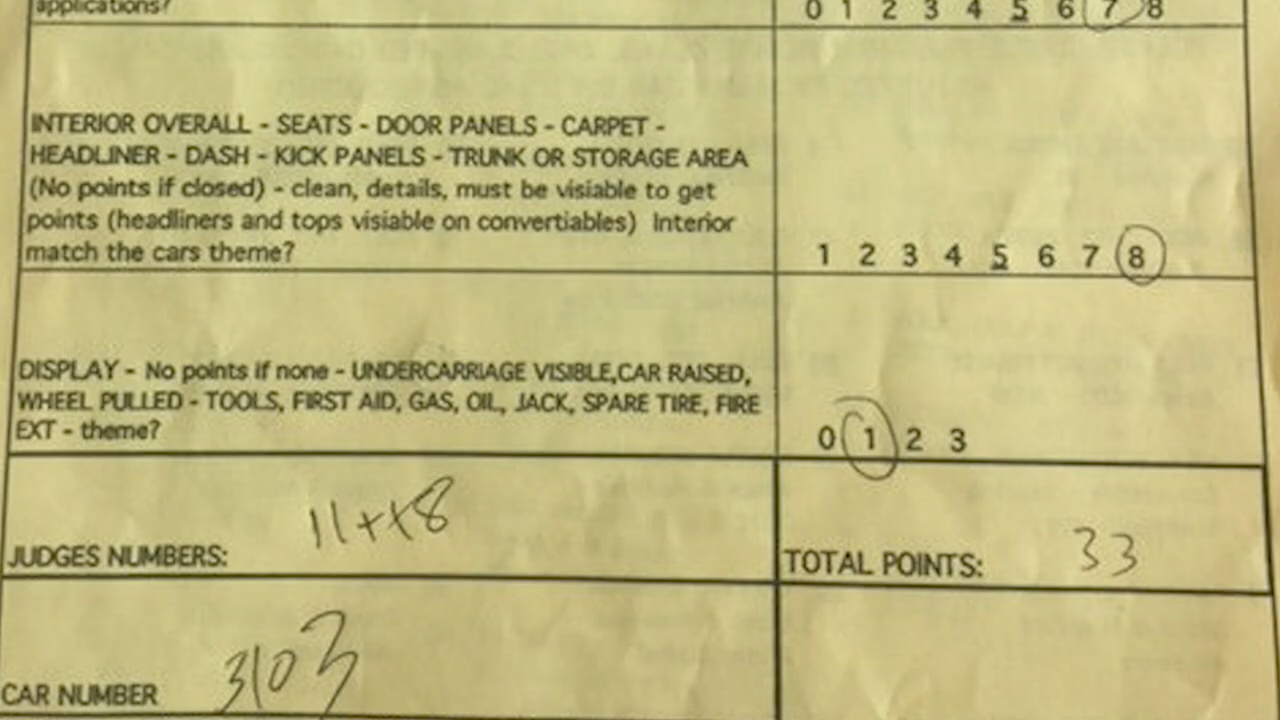 applications?
0 1 2 3 4 5 6 7 8
INTERIOR OVERALL - SEATS - DOOR PANELS - CARPET -
HEADLINER - DASH - KICK PANELS - TRUNK OR STORAGE AREA
(No points if closed) - clean, details, must be visiable to get
points (headliners and tops visiable on convertiables) Interior
match the cars theme?
1 2 3 4 5 6 7 8
DISPLAY - No points if none - UNDERCARRIAGE VISIBLE,CAR RAISED,
WHEEL PULLED - TOOLS, FIRST AID, GAS, OIL, JACK, SPARE TIRE, FIRE
EXT - theme?
0 1 2 3
JUDGES NUMBERS:
TOTAL POINTS: 33
CAR NUMBER 3103